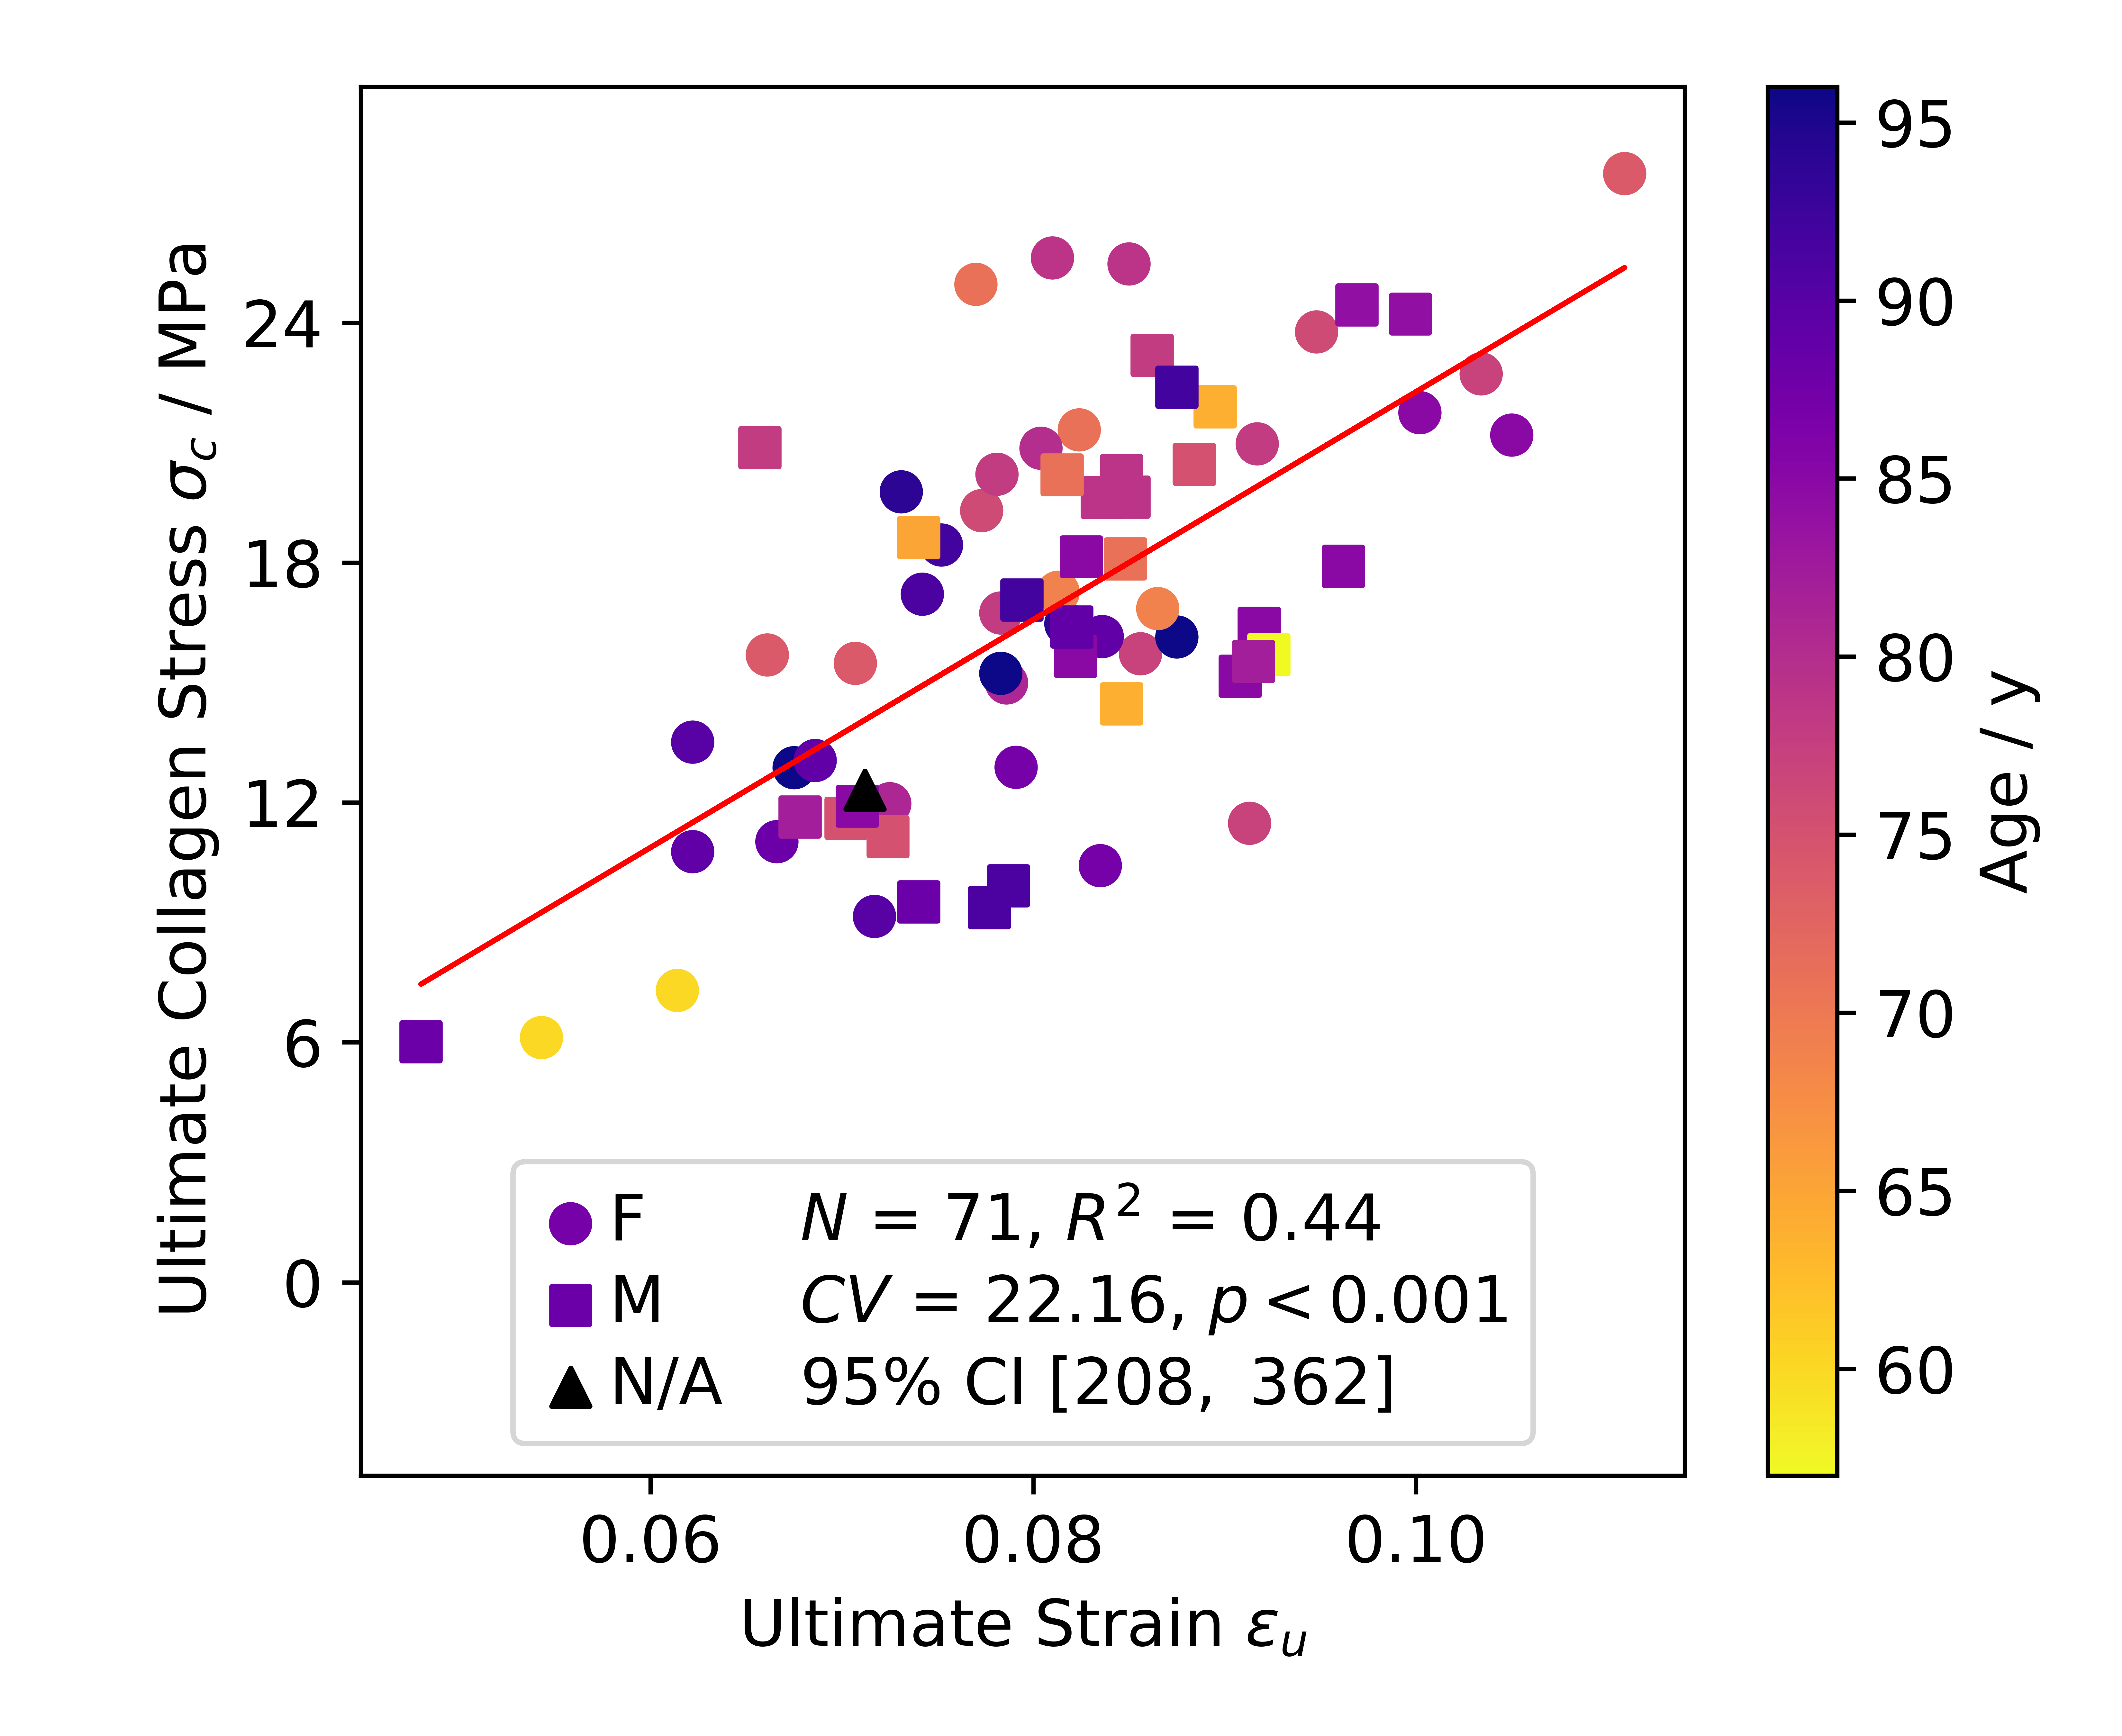 Ultimate Collagen Stress σc / MPa
24
18
12
6
0
0.06 0.08 0.10
Ultimate Strain εu
F N = 71, R² = 0.44
M CV = 22.16, p < 0.001
N/A 95% CI [208, 362]
95
90
85
80
75
70
65
60
Age / y